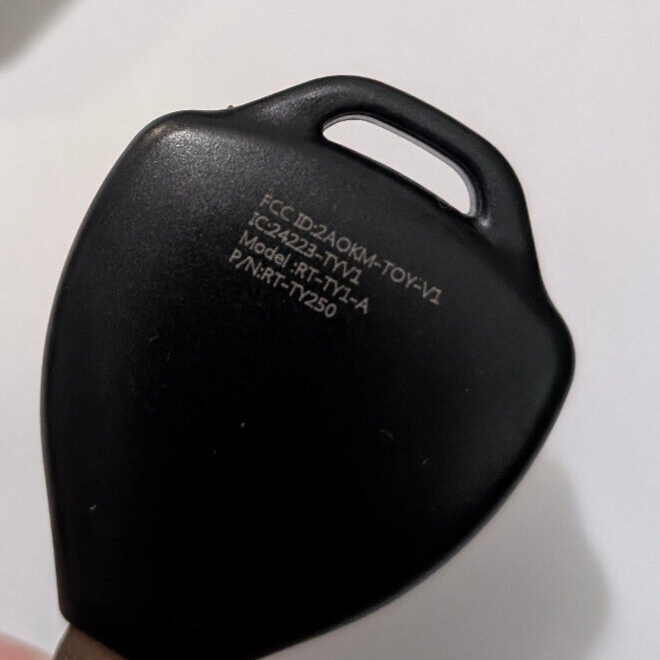 FCC ID:2AOKM-TOY-V1
IC:24223-TYV1
Model :RT-TY1-A
P/N:RT-TY250